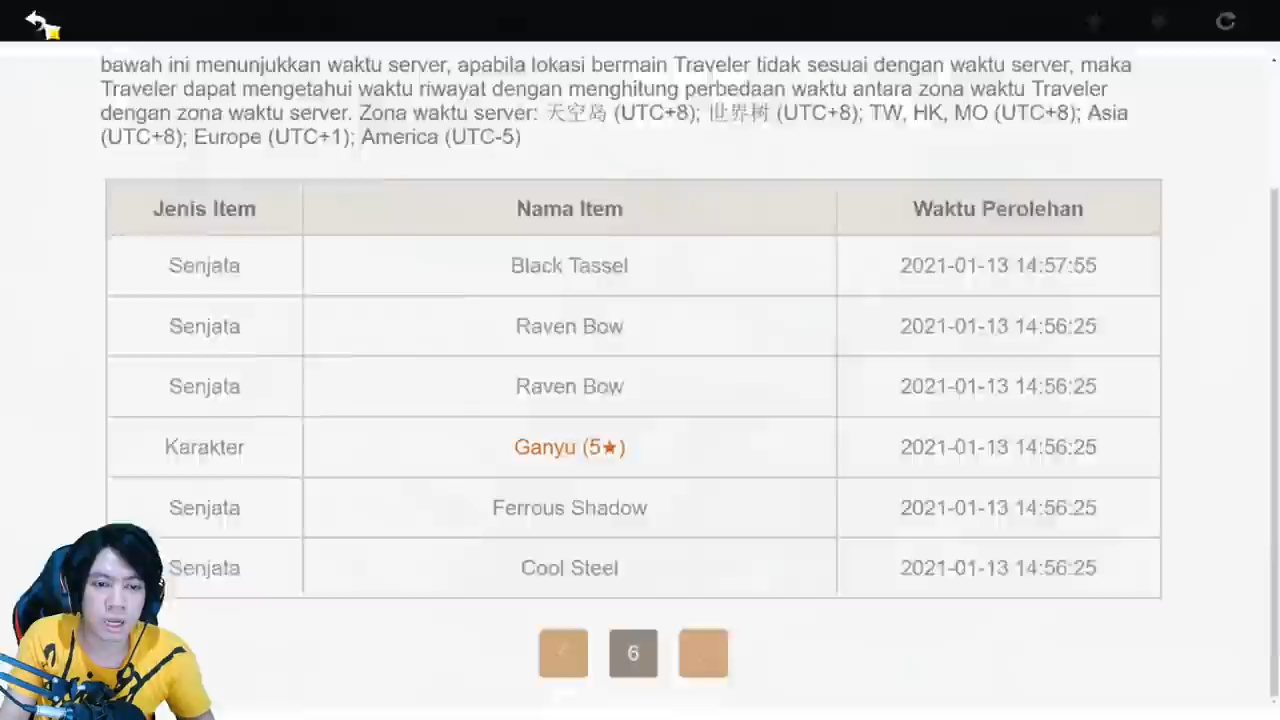 bawah ini menunjukkan waktu server, apabila lokasi bermain Traveler tidak sesuai dengan waktu server, maka
Traveler dapat mengetahui waktu riwayat dengan menghitung perbedaan waktu antara zona waktu Traveler
dengan zona waktu server. Zona waktu server: 天空岛 (UTC+8); 世界树 (UTC+8); TW, HK, MO (UTC+8); Asia
(UTC+8); Europe (UTC+1); America (UTC-5)
Jenis Item Nama Item Waktu Perolehan
Senjata Black Tassel 2021-01-13 14:57:55
Senjata Raven Bow 2021-01-13 14:56:25
Senjata Raven Bow 2021-01-13 14:56:25
Karakter Ganyu (5★) 2021-01-13 14:56:25
Senjata Ferrous Shadow 2021-01-13 14:56:25
Senjata Cool Steel 2021-01-13 14:56:25
6